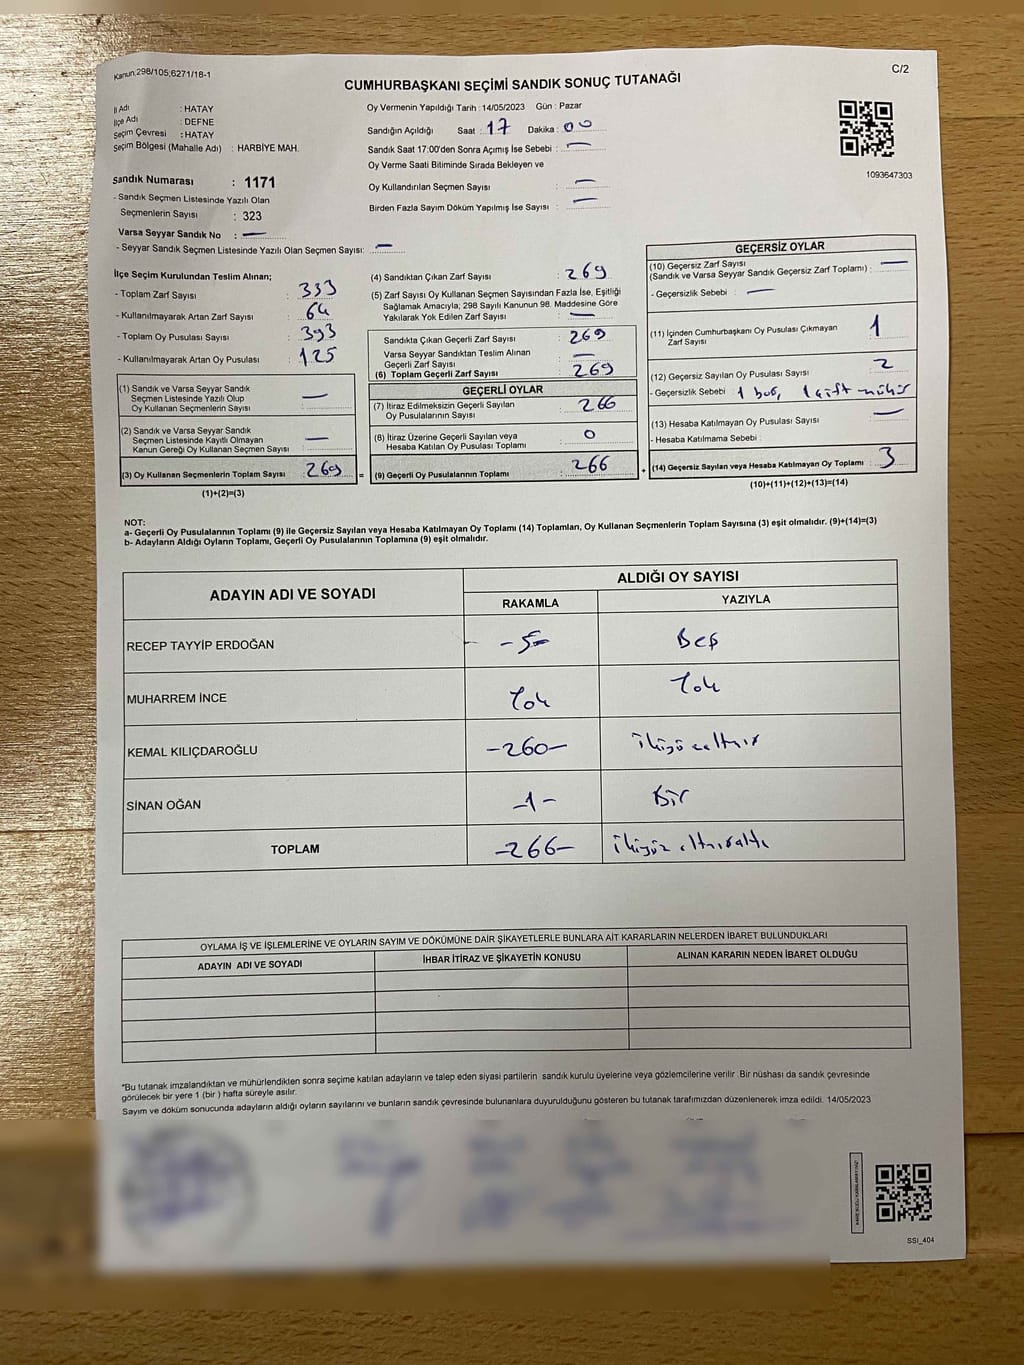 Kanun.298/105,6271/18-1
C/2
CUMHURBAŞKANI SEÇİMİ SANDIK SONUÇ TUTANAĞI
İl Adı : HATAY
İlçe Adı : DEFNE
Seçim Çevresi : HATAY
Seçim Bölgesi (Mahalle Adı) : HARBİYE MAH.
Sandık Numarası : 1171
- Sandık Seçmen Listesinde Yazılı Olan
Seçmenlerin Sayısı : 323
Varsa Seyyar Sandık No : —
- Seyyar Sandık Seçmen Listesinde Yazılı Olan Seçmen Sayısı: —
Oy Vermenin Yapıldığı Tarih : 14/05/2023 Gün : Pazar
Sandığın Açıldığı Saat : 17 Dakika : 00
Sandık Saat 17:00'den Sonra Açımış İse Sebebi : —
Oy Verme Saati Bitiminde Sırada Bekleyen ve
Oy Kullandırılan Seçmen Sayısı : —
Birden Fazla Sayım Döküm Yapılmış İse Sayısı : —
1093647303
İlçe Seçim Kurulundan Teslim Alınan;
- Toplam Zarf Sayısı : 333
- Kullanılmayarak Artan Zarf Sayısı : 64
- Toplam Oy Pusulası Sayısı : 393
- Kullanılmayarak Artan Oy Pusulası : 125
(1) Sandık ve Varsa Seyyar Sandık
Seçmen Listesinde Yazılı Olup
Oy Kullanan Seçmenlerin Sayısı : —
(2) Sandık ve Varsa Seyyar Sandık
Seçmen Listesinde Kayıtlı Olmayan
Kanun Gereği Oy Kullanan Seçmen Sayısı : —
(3) Oy Kullanan Seçmenlerin Toplam Sayısı : 269
(1)+(2)=(3)
(4) Sandıktan Çıkan Zarf Sayısı : 269
(5) Zarf Sayısı Oy Kullanan Seçmen Sayısından Fazla İse, Eşitliği
Sağlamak Amacıyla; 298 Sayılı Kanunun 98. Maddesine Göre
Yakılarak Yok Edilen Zarf Sayısı : —
Sandıkta Çıkan Geçerli Zarf Sayısı : 269
Varsa Seyyar Sandıktan Teslim Alınan
Geçerli Zarf Sayısı : —
(6) Toplam Geçerli Zarf Sayısı : 269
GEÇERLİ OYLAR
(7) İtiraz Edilmeksizin Geçerli Sayılan
Oy Pusulalarının Sayısı : 266
(8) İtiraz Üzerine Geçerli Sayılan veya
Hesaba Katılan Oy Pusulası Toplamı : 0
= (9) Geçerli Oy Pusulalarının Toplamı : 266
GEÇERSİZ OYLAR
(10) Geçersiz Zarf Sayısı
(Sandık ve Varsa Seyyar Sandık Geçersiz Zarf Toplamı) : —
- Geçersizlik Sebebi : —
(11) İçinden Cumhurbaşkanı Oy Pusulası Çıkmayan
Zarf Sayısı 1
(12) Geçersiz Sayılan Oy Pusulası Sayısı : 2
- Geçersizlik Sebebi : 1 boş, 1 çift mühür
(13) Hesaba Katılmayan Oy Pusulası Sayısı : —
- Hesaba Katılmama Sebebi :
+ (14) Geçersiz Sayılan veya Hesaba Katılmayan Oy Toplamı : 3
(10)+(11)+(12)+(13)=(14)
NOT:
a- Geçerli Oy Pusulalarının Toplamı (9) ile Geçersiz Sayılan veya Hesaba Katılmayan Oy Toplamı (14) Toplamları, Oy Kullanan Seçmenlerin Toplam Sayısına (3) eşit olmalıdır. (9)+(14)=(3)
b- Adayların Aldığı Oyların Toplamı, Geçerli Oy Pusulalarının Toplamına (9) eşit olmalıdır.
ADAYIN ADI VE SOYADI
ALDIĞI OY SAYISI
RAKAMLA YAZIYLA
RECEP TAYYİP ERDOĞAN -5- Beş
MUHARREM İNCE Yok Yok
KEMAL KILIÇDAROĞLU -260- ikiyüzaltmış
SİNAN OĞAN -1- Bir
TOPLAM -266- ikiyüz altmışaltı
OYLAMA İŞ VE İŞLEMLERİNE VE OYLARIN SAYIM VE DÖKÜMÜNE DAİR ŞİKAYETLERLE BUNLARA AİT KARARLARIN NELERDEN İBARET BULUNDUKLARI
ADAYIN ADI VE SOYADI İHBAR İTİRAZ VE ŞİKAYETİN KONUSU ALINAN KARARIN NEDEN İBARET OLDUĞU
*Bu tutanak imzalandıktan ve mühürlendikten sonra seçime katılan adayların ve talep eden siyasi partilerin sandık kurulu üyelerine veya gözlemcilerine verilir. Bir nüshası da sandık çevresinde
görülecek bir yere 1 (bir ) hafta süreyle asılır.
Sayım ve döküm sonucunda adayların aldığı oyların sayılarını ve bunların sandık çevresinde bulunanlara duyurulduğunu gösteren bu tutanak tarafımızdan düzenlenerek imza edildi. 14/05/2023
SSİ_404